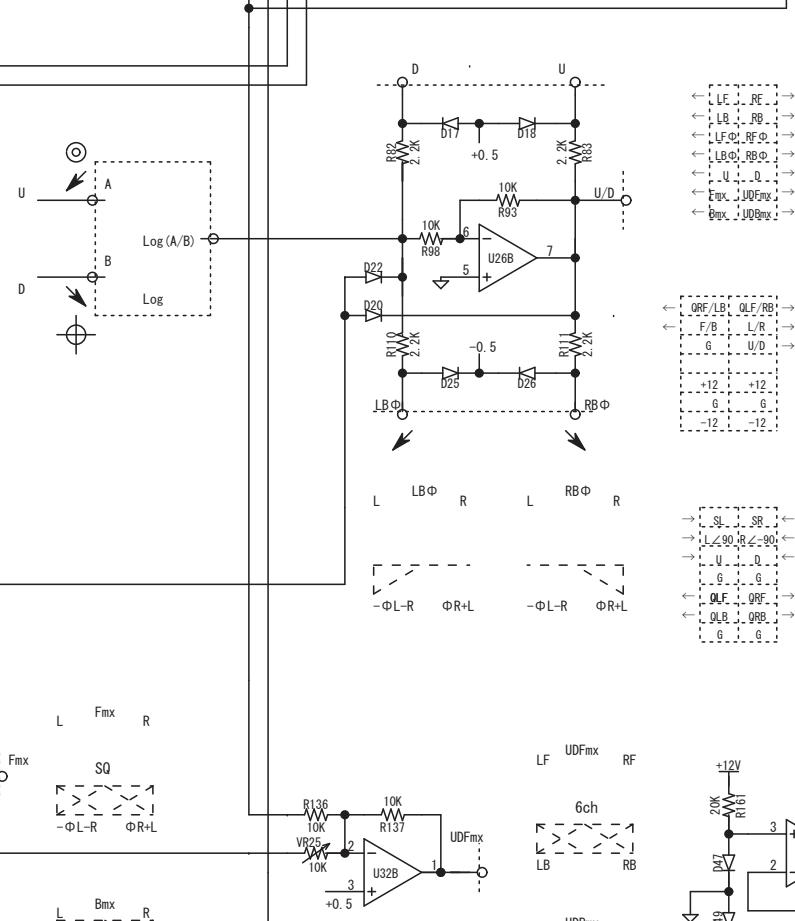 D U
D17 D18
+0.5
R82 2.2K
2.2K R83
LF RF
LB RB
LFΦ RFΦ
LBΦ RBΦ
U D
Fmx UDFmx
Bmx UDBmx
U A
Log(A/B)
D B
Log
10K
R93
U/D
10K
R98
6
5
7
U26B
D22
D20
R110 2.2K
R111 2.2K
-0.5
D25 D26
LBΦ RBΦ
QRF/LB QLF/RB
F/B L/R
G U/D
+12 +12
G G
-12 -12
L LBΦ R
L RBΦ R
-ΦL-R ΦR+L
-ΦL-R ΦR+L
SL SR
L∠90 R∠-90
U D
G G
QLF QRF
QLB QRB
G G
L Fmx R
Fmx
SQ
-ΦL-R ΦR+L
L Bmx R
R136
10K
10K
R137
VR25
10K
2
3
1
U32B
+0.5
UDFmx
LF UDFmx RF
6ch
LB RB
UDBmx
+12V
20K R161
3
2
D47